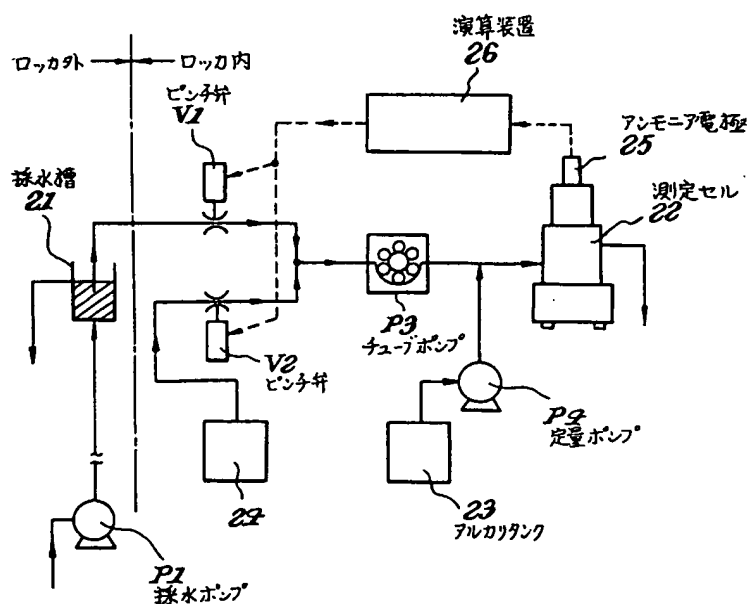 演算装置
26
ロッカ外
ロッカ内
ピンチ弁
V1
アンモニア電極
25
採水槽
21
測定セル
22
P3
チューブポンプ
V2
ピンチ弁
P4
定量ポンプ
24
23
アルカリタンク
P1
採水ポンプ